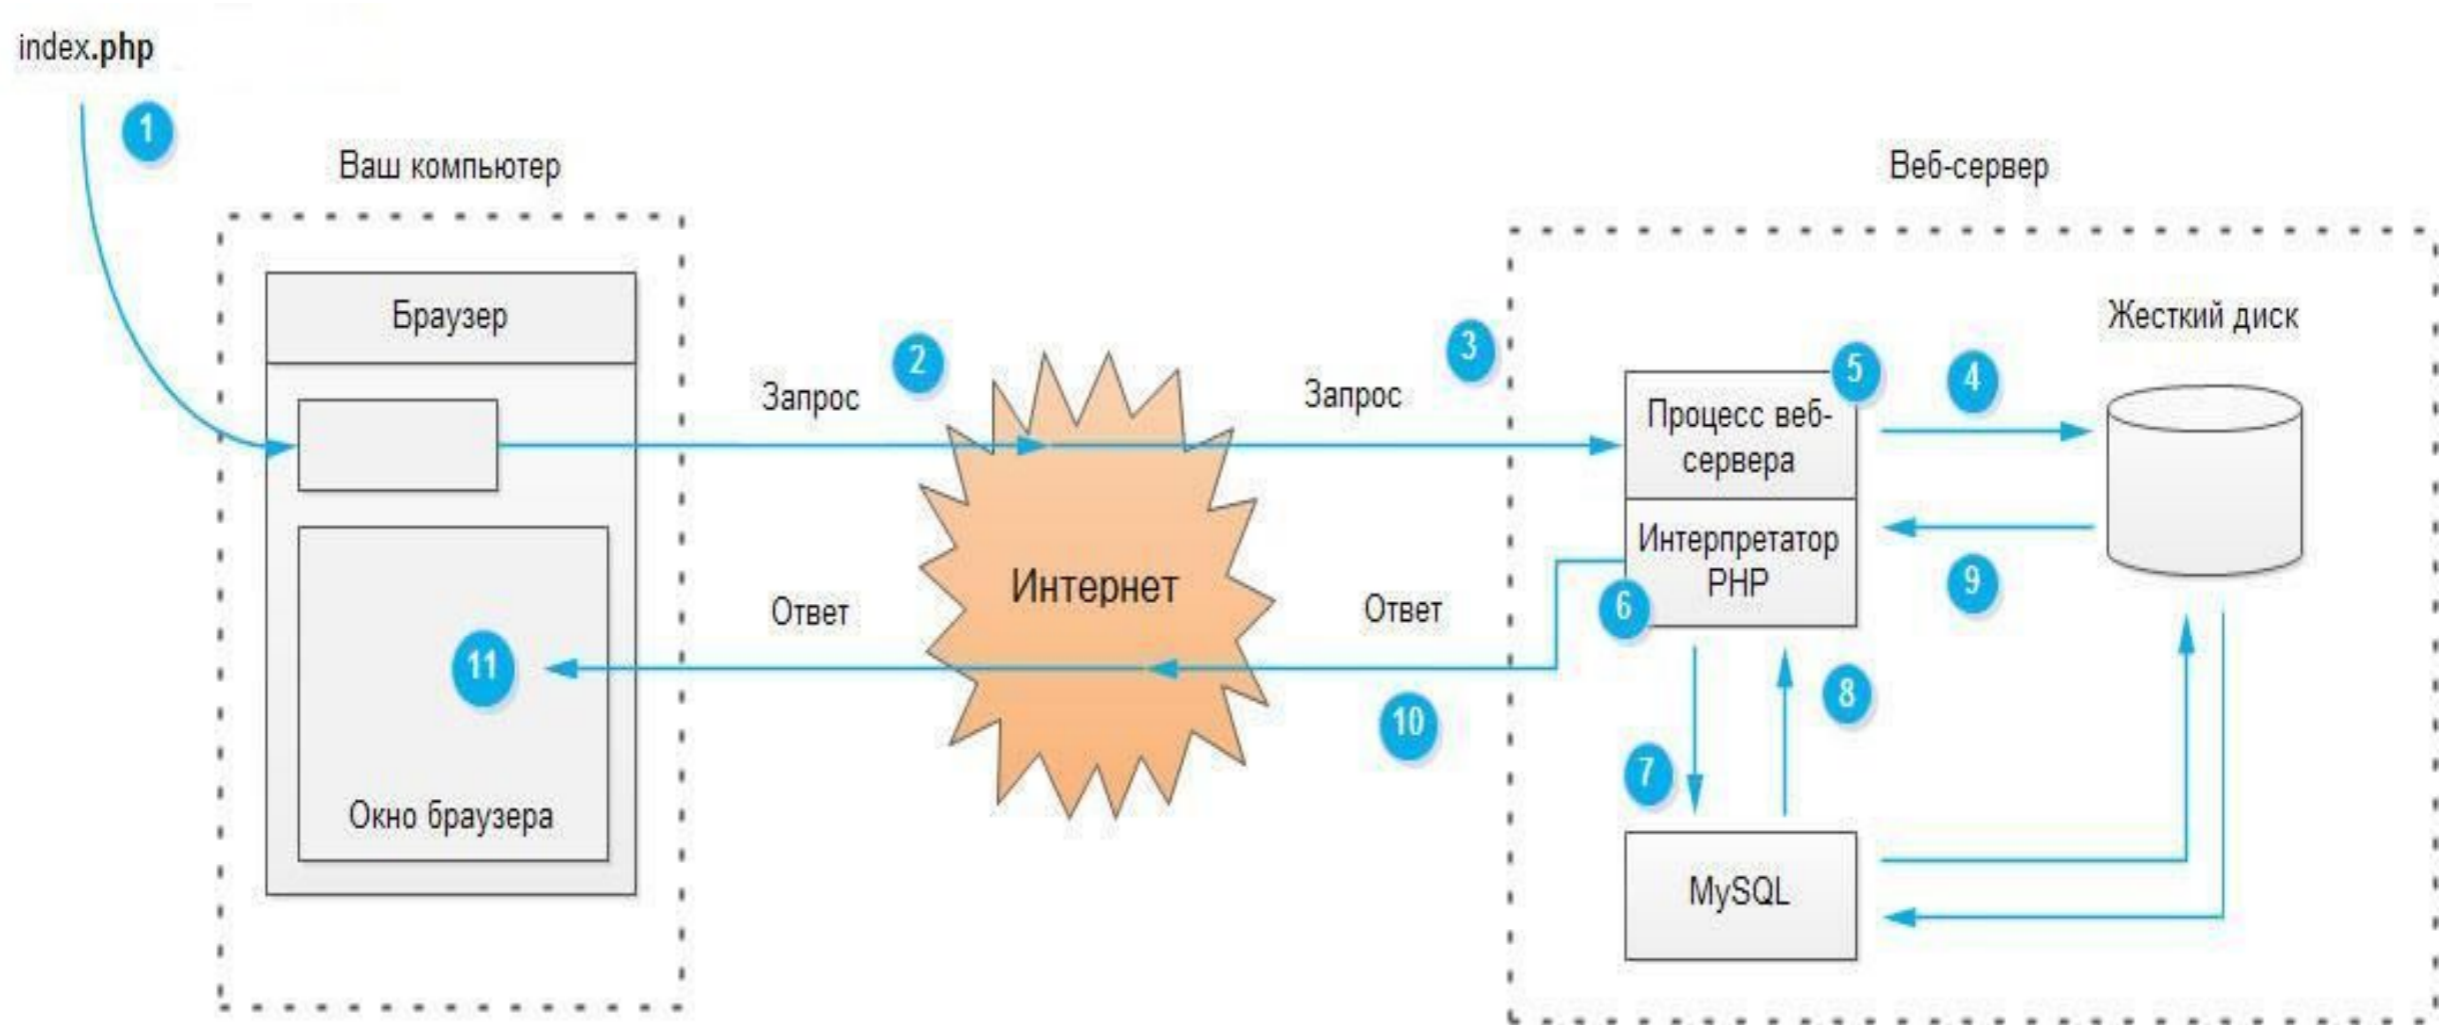 index.php
1
Ваш компьютер
Веб-сервер
Браузер
Жесткий диск
Запрос
2
Запрос
3
5
4
Процесс веб-
сервера
Интерпретатор
PHP
9
6
Интернет
Ответ
Ответ
11
10
8
7
Окно браузера
MySQL